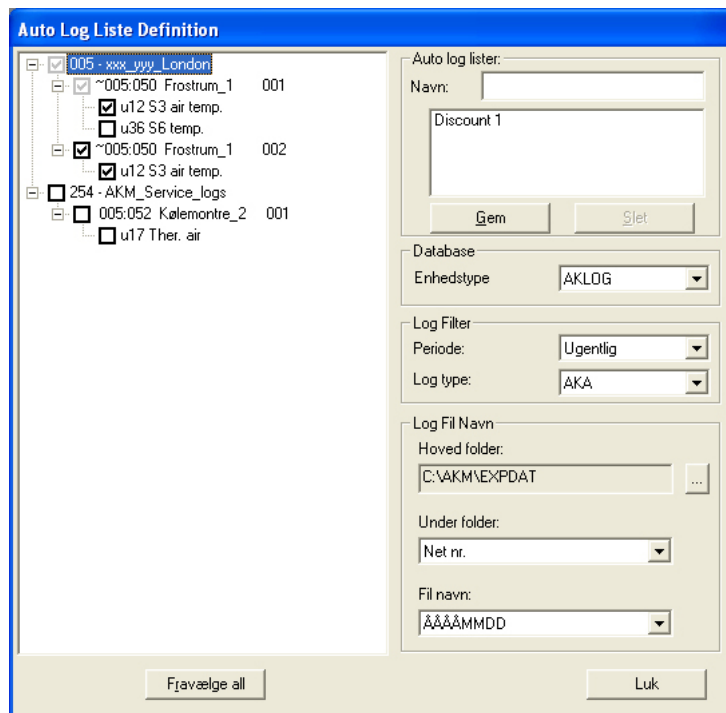 Auto Log Liste Definition
005 - xxx_yyy_London
~005:050 Frostrum_1 001
u12 S3 air temp.
u36 S6 temp.
~005:050 Frostrum_1 002
u12 S3 air temp.
254 - AKM_Service_logs
005:052 Kølemontre_2 001
u17 Ther. air
Auto log lister:
Navn:
Discount 1
Gem Slet
Database
Enhedstype AKLOG
Log Filter
Periode: Ugentlig
Log type: AKA
Log Fil Navn
Hoved folder:
C:\AKM\EXPDAT ...
Under folder:
Net nr.
Fil navn:
ÅÅÅÅMMDD
Fravælge all Luk